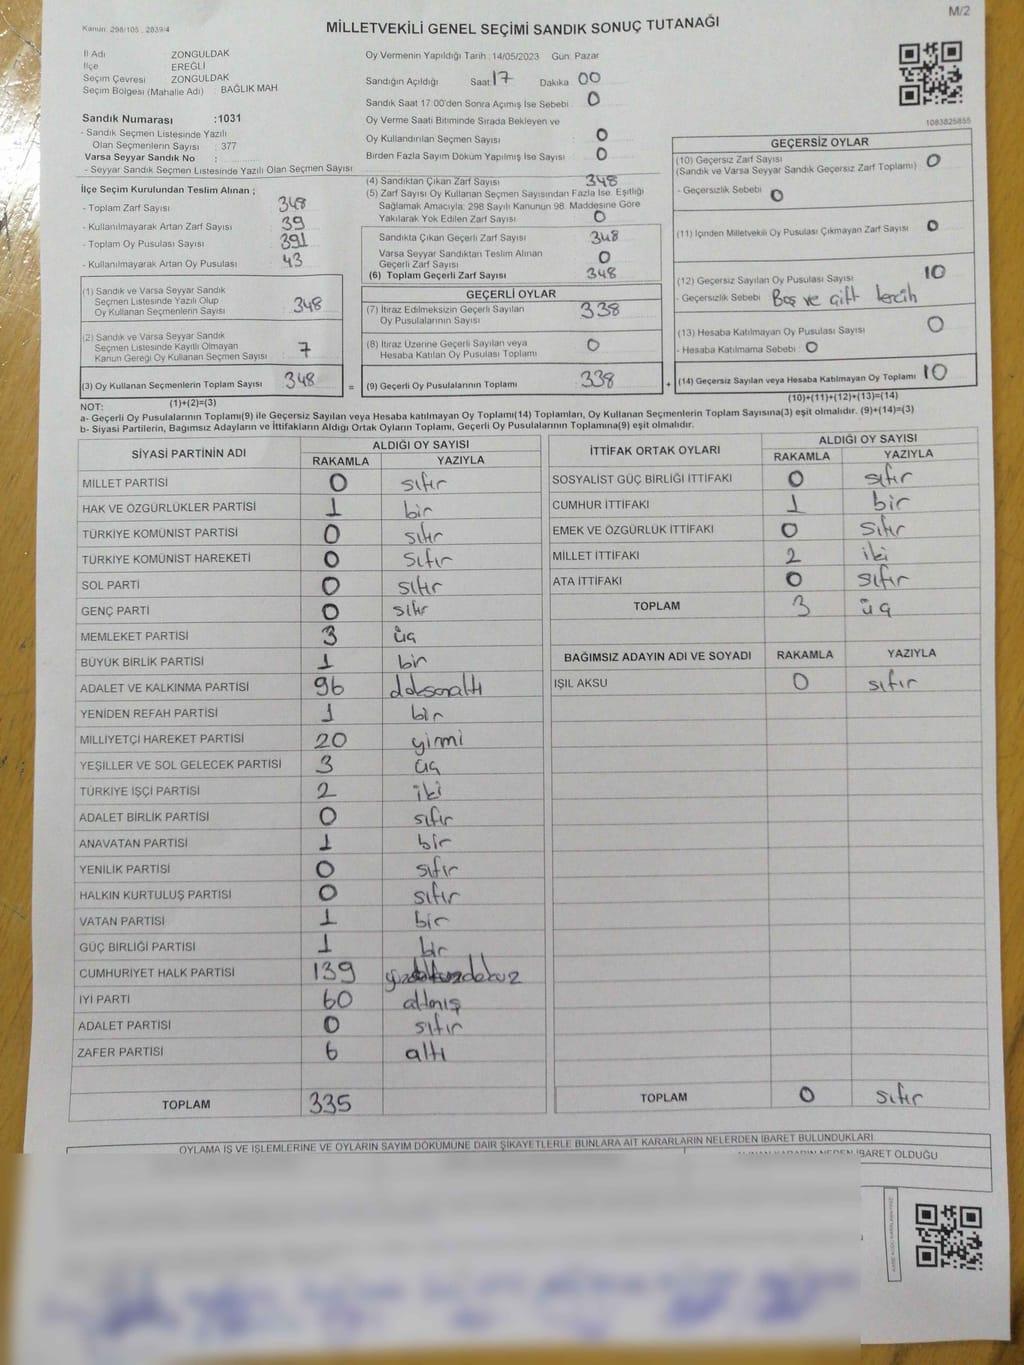 Kanun: 298/105 , 2839/4
M/2
MİLLETVEKİLİ GENEL SEÇİMİ SANDIK SONUÇ TUTANAĞI
İl Adı ZONGULDAK
İlçe EREĞLİ
Seçim Çevresi ZONGULDAK
Seçim Bölgesi (Mahalle Adı) : BAĞLIK MAH
Sandık Numarası :1031
- Sandık Seçmen Listesinde Yazılı
Olan Seçmenlerin Sayısı : 377
Varsa Seyyar Sandık No :
- Seyyar Sandık Seçmen Listesinde Yazılı Olan Seçmen Sayısı
Oy Vermenin Yapıldığı Tarih : 14/05/2023 Gün: Pazar
Sandığın Açıldığı Saat 17 Dakika 00
Sandık Saat 17:00'den Sonra Açımış İse Sebebi 0
Oy Verme Saati Bitiminde Sırada Bekleyen ve
Oy Kullandırılan Seçmen Sayısı : 0
Birden Fazla Sayım Döküm Yapılmış İse Sayısı 0
1083825855
İlçe Seçim Kurulundan Teslim Alınan ;
- Toplam Zarf Sayısı 348
- Kullanılmayarak Artan Zarf Sayısı : 39
- Toplam Oy Pusulası Sayısı : 391
- Kullanılmayarak Artan Oy Pusulası : 43
(1) Sandık ve Varsa Seyyar Sandık
Seçmen Listesinde Yazılı Olup
Oy Kullanan Seçmenlerin Sayısı 348
(2) Sandık ve Varsa Seyyar Sandık
Seçmen Listesinde Kayıtlı Olmayan
Kanun Gereği Oy Kullanan Seçmen Sayısı : 7
(3) Oy Kullanan Seçmenlerin Toplam Sayısı 348
(1)+(2)=(3)
(4) Sandıktan Çıkan Zarf Sayısı 348
(5) Zarf Sayısı Oy Kullanan Seçmen Sayısından Fazla İse, Eşitliği
Sağlamak Amacıyla; 298 Sayılı Kanunun 98. Maddesine Göre
Yakılarak Yok Edilen Zarf Sayısı 0
Sandıkta Çıkan Geçerli Zarf Sayısı : 348
Varsa Seyyar Sandıktan Teslim Alınan
Geçerli Zarf Sayısı 0
(6) Toplam Geçerli Zarf Sayısı : 348
GEÇERLİ OYLAR
(7) İtiraz Edilmeksizin Geçerli Sayılan
Oy Pusulalarının Sayısı 338
(8) İtiraz Üzerine Geçerli Sayılan veya
Hesaba Katılan Oy Pusulası Toplamı 0
= (9) Geçerli Oy Pusulalarının Toplamı : 338
GEÇERSİZ OYLAR
(10) Geçersiz Zarf Sayısı 0
(Sandık ve Varsa Seyyar Sandık Geçersiz Zarf Toplamı)
- Geçersizlik Sebebi 0
(11) İçinden Milletvekili Oy Pusulası Çıkmayan Zarf Sayısı 0
(12) Geçersiz Sayılan Oy Pusulası Sayısı 10
- Geçersizlik Sebebi : Boş ve çift tercih
(13) Hesaba Katılmayan Oy Pusulası Sayısı 0
- Hesaba Katılmama Sebebi : 0
+ (14) Geçersiz Sayılan veya Hesaba Katılmayan Oy Toplamı 10
(10)+(11)+(12)+(13)=(14)
NOT:
a- Geçerli Oy Pusulaları Toplamı(9) ile Geçersiz Sayılan veya Hesaba katılmayan Oy Toplamı(14) Toplamları, Oy Kullanan Seçmenlerin Toplam Sayısına(3) eşit olmalıdır. (9)+(14)=(3)
b- Siyasi Partilerin, Bağımsız Adayların ve İttifakların Aldığı Ortak Oyların Toplamı, Geçerli Oy Pusulalarının Toplamına(9) eşit olmalıdır.
SİYASİ PARTİNİN ADI ALDIĞI OY SAYISI
RAKAMLA YAZIYLA
MİLLET PARTİSİ 0 sıfır
HAK VE ÖZGÜRLÜKLER PARTİSİ 1 bir
TÜRKİYE KOMÜNİST PARTİSİ 0 sıfır
TÜRKİYE KOMÜNİST HAREKETİ 0 sıfır
SOL PARTİ 0 sıfır
GENÇ PARTİ 0 sıfır
MEMLEKET PARTİSİ 3 üç
BÜYÜK BİRLİK PARTİSİ 1 bir
ADALET VE KALKINMA PARTİSİ 96 doksanaltı
YENİDEN REFAH PARTİSİ 1 bir
MİLLİYETÇİ HAREKET PARTİSİ 20 yirmi
YEŞİLLER VE SOL GELECEK PARTİSİ 3 üç
TÜRKİYE İŞÇİ PARTİSİ 2 iki
ADALET BİRLİK PARTİSİ 0 sıfır
ANAVATAN PARTİSİ 1 bir
YENİLİK PARTİSİ 0 sıfır
HALKIN KURTULUŞ PARTİSİ 0 sıfır
VATAN PARTİSİ 1 bir
GÜÇ BİRLİĞİ PARTİSİ 1 bir
CUMHURİYET HALK PARTİSİ 139
İYİ PARTİ 60 altmış
ADALET PARTİSİ 0 sıfır
ZAFER PARTİSİ 6 altı
TOPLAM 335
İTTİFAK ORTAK OYLARI ALDIĞI OY SAYISI
RAKAMLA YAZIYLA
SOSYALİST GÜÇ BİRLİĞİ İTTİFAKI 0 sıfır
CUMHUR İTTİFAKI 1 bir
EMEK VE ÖZGÜRLÜK İTTİFAKI 0 sıfır
MİLLET İTTİFAKI 2 iki
ATA İTTİFAKI 0 sıfır
TOPLAM 3 üç
BAĞIMSIZ ADAYIN ADI VE SOYADI RAKAMLA YAZIYLA
IŞIL AKSU 0 sıfır
TOPLAM 0 sıfır
OYLAMA İŞ VE İŞLEMLERİNE VE OYLARIN SAYIM DÖKÜMÜNE DAİR ŞİKAYETLERLE BUNLARA AİT KARARLARIN NELERDEN İBARET BULUNDUKLARI
İBARET OLDUĞU